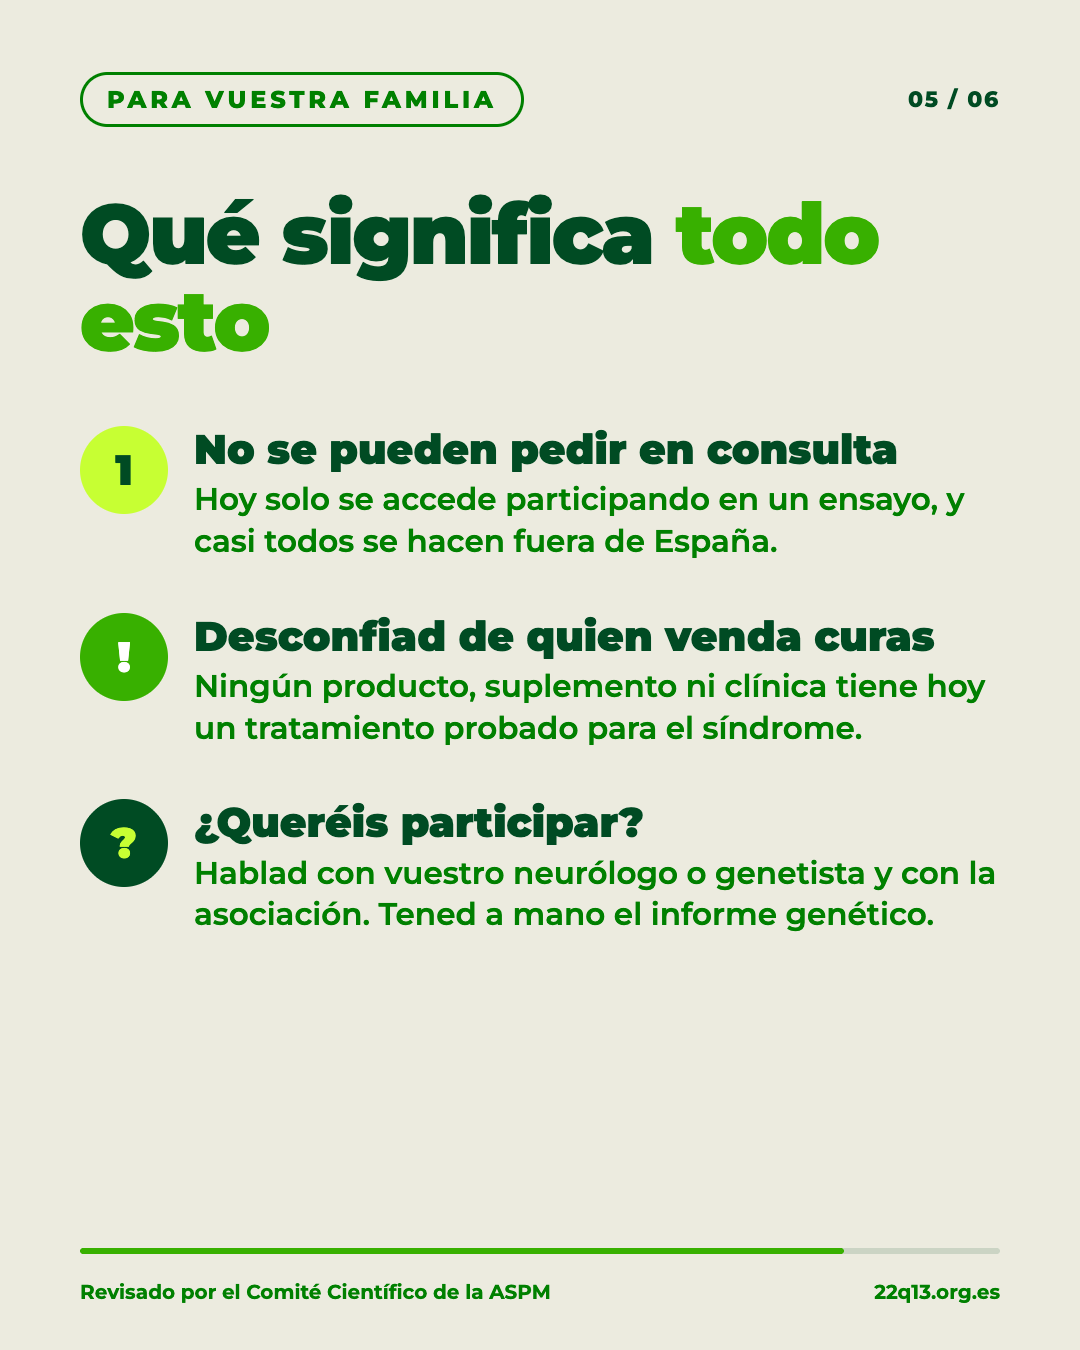 PARA VUESTRA FAMILIA
05 / 06
Qué significa todo
esto
1
No se pueden pedir en consulta
Hoy solo se accede participando en un ensayo, y
casi todos se hacen fuera de España.
!
Desconfiad de quien venda curas
Ningún producto, suplemento ni clínica tiene hoy
un tratamiento probado para el síndrome.
?
¿Queréis participar?
Hablad con vuestro neurólogo o genetista y con la
asociación. Tened a mano el informe genético.
Revisado por el Comité Científico de la ASPM
22q13.org.es